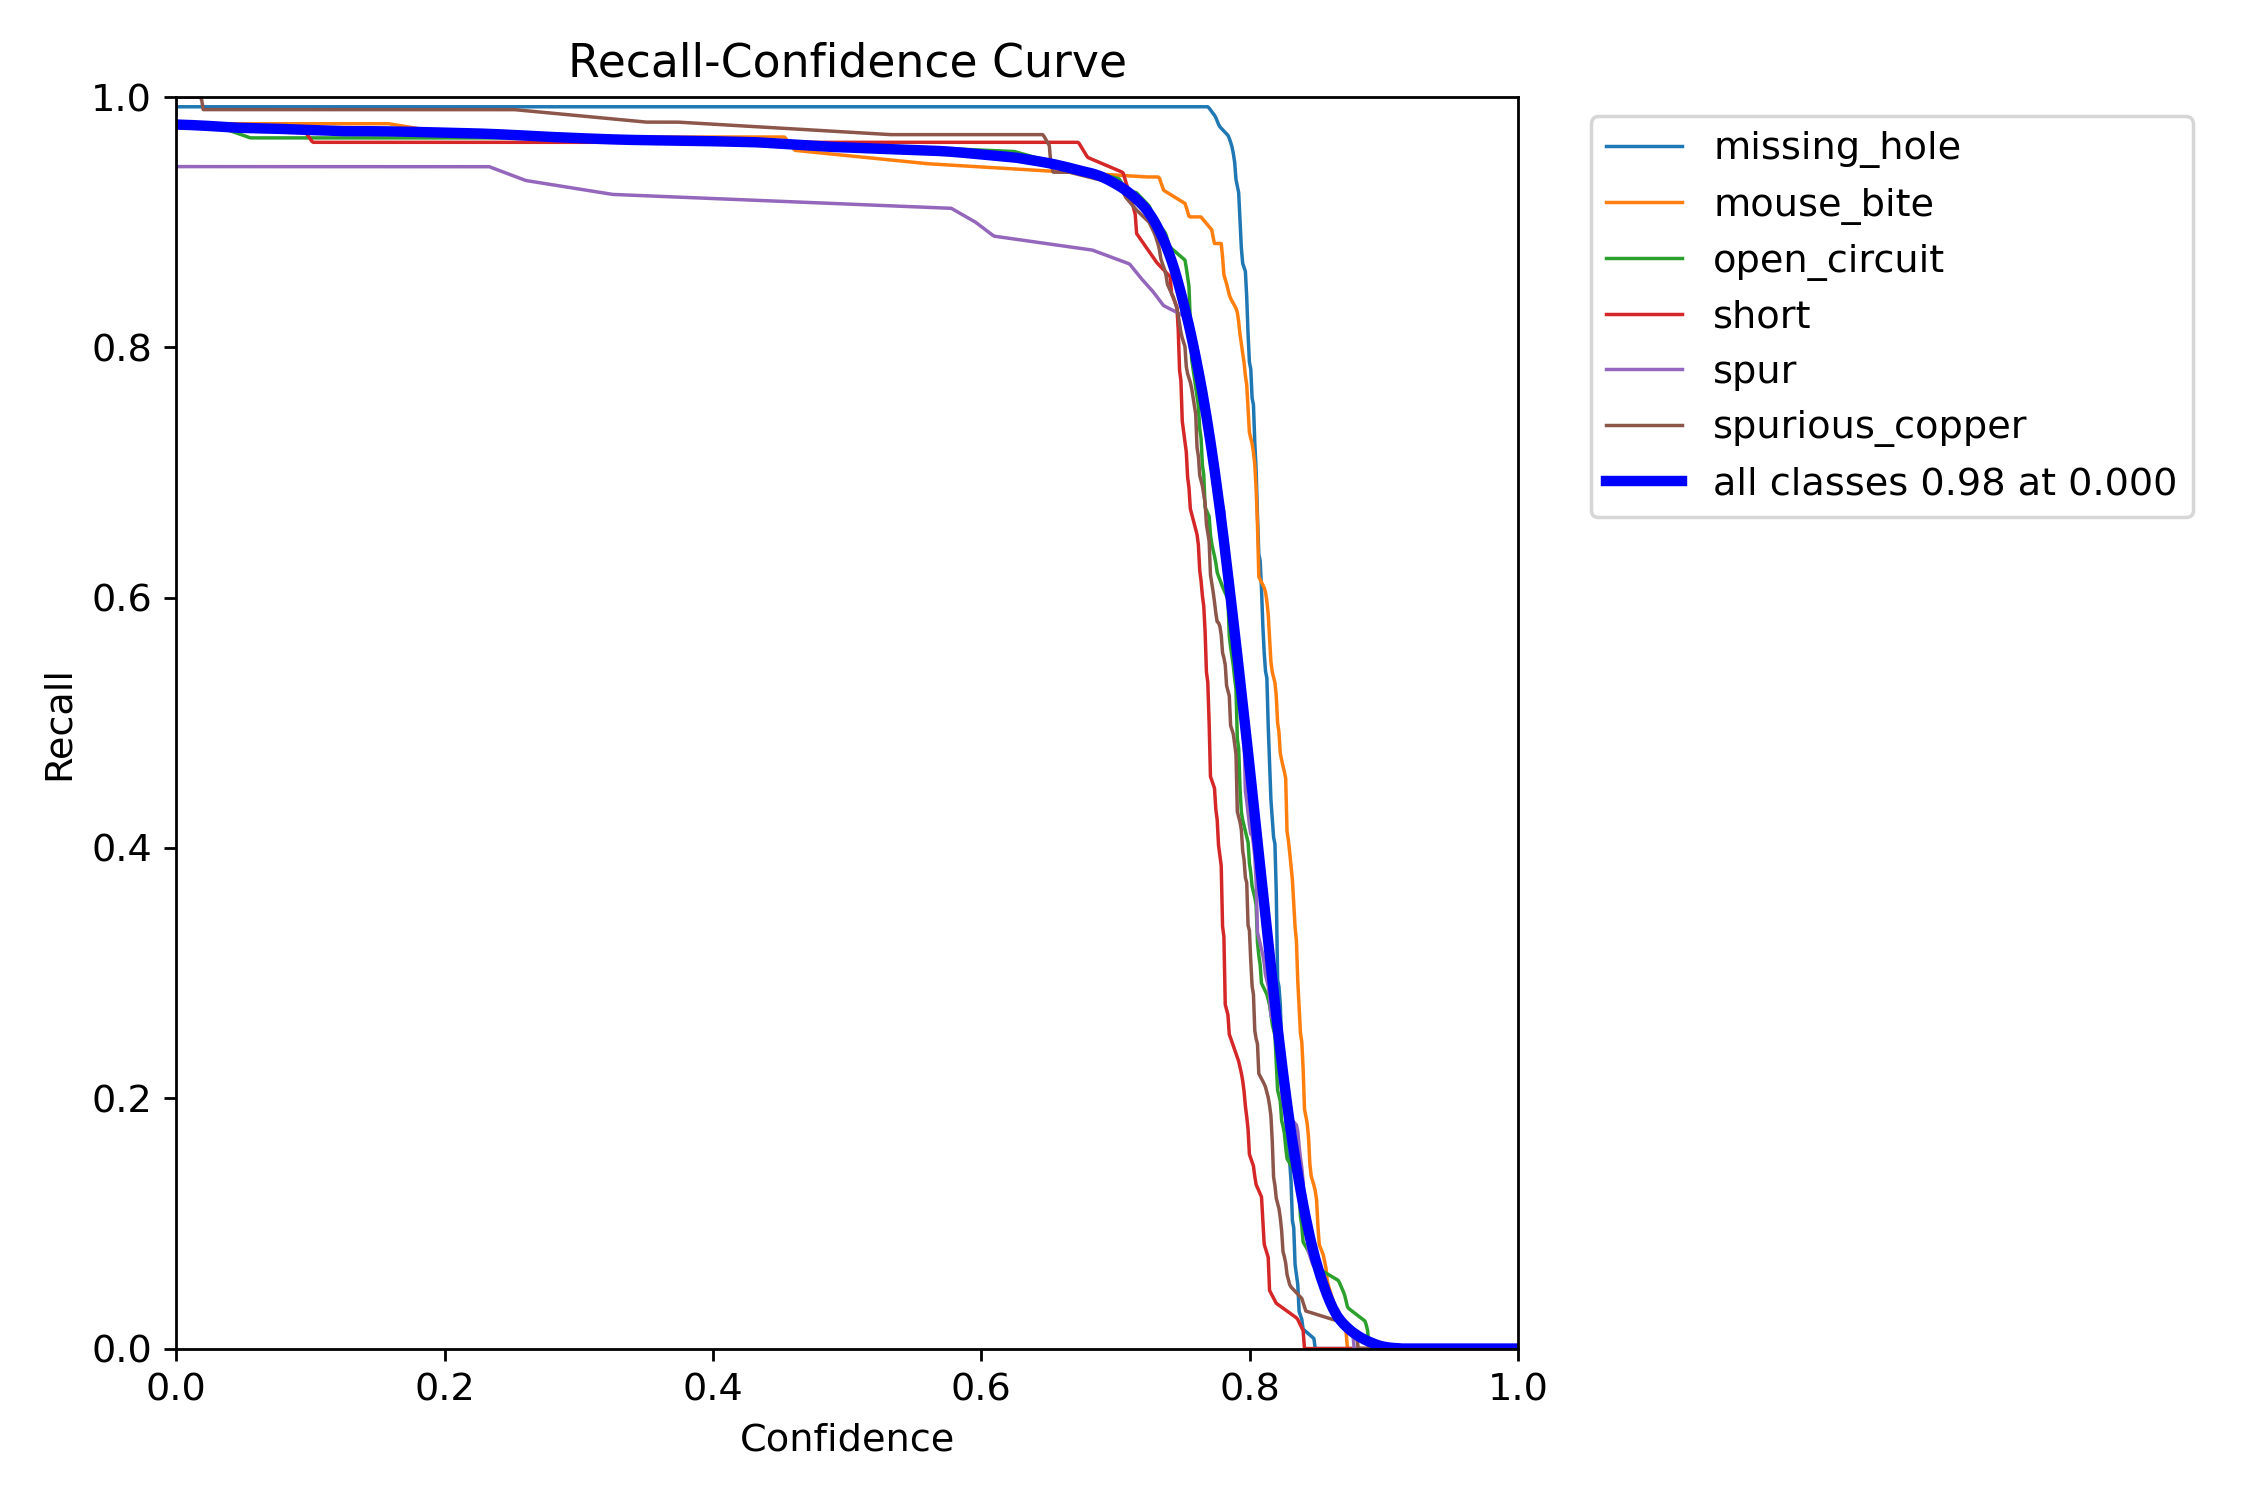 Recall-Confidence Curve
1.0
0.8
0.6
0.4
0.2
0.0
Recall
0.0 0.2 0.4 0.6 0.8 1.0
Confidence
missing_hole
mouse_bite
open_circuit
short
spur
spurious_copper
all classes 0.98 at 0.000